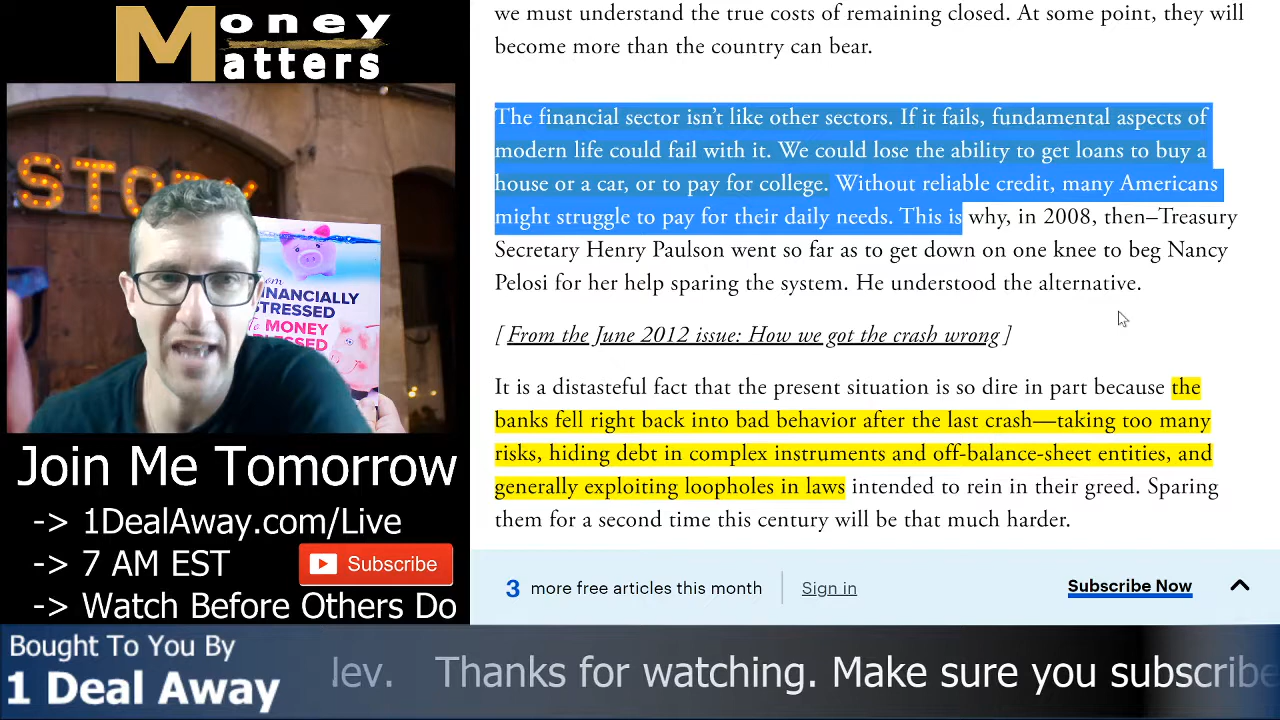 Money
Matters
STORY
From
FINANCIALLY
STRESSED
To MONEY
BLESSED
Join Me Tomorrow
-> 1DealAway.com/Live
-> 7 AM EST
Subscribe
-> Watch Before Others Do
we must understand the true costs of remaining closed. At some point, they will
become more than the country can bear.
The financial sector isn’t like other sectors. If it fails, fundamental aspects of
modern life could fail with it. We could lose the ability to get loans to buy a
house or a car, or to pay for college. Without reliable credit, many Americans
might struggle to pay for their daily needs. This is why, in 2008, then–Treasury
Secretary Henry Paulson went so far as to get down on one knee to beg Nancy
Pelosi for her help sparing the system. He understood the alternative.
[ From the June 2012 issue: How we got the crash wrong ]
It is a distasteful fact that the present situation is so dire in part because the
banks fell right back into bad behavior after the last crash—taking too many
risks, hiding debt in complex instruments and off-balance-sheet entities, and
generally exploiting loopholes in laws intended to rein in their greed. Sparing
them for a second time this century will be that much harder.
3 more free articles this month
Sign in
Subscribe Now
Bought To You By
1 Deal Away
lev. Thanks for watching. Make sure you subscribe